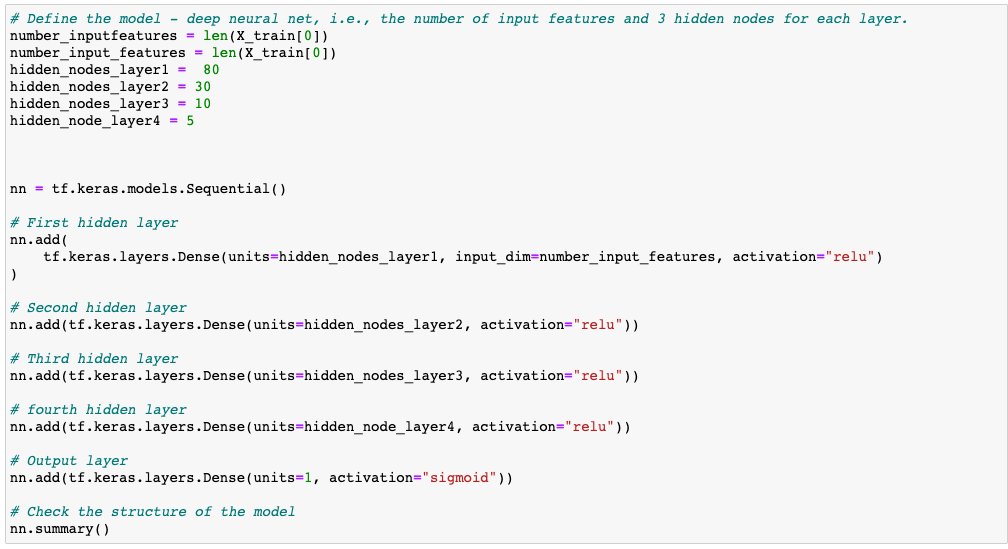 # Define the model - deep neural net, i.e., the number of input features and 3 hidden nodes for each layer.
number_inputfeatures = len(X_train[0])
number_input_features = len(X_train[0])
hidden_nodes_layer1 =  80
hidden_nodes_layer2 = 30
hidden_nodes_layer3 = 10
hidden_node_layer4 = 5
nn = tf.keras.models.Sequential()
# First hidden layer
nn.add(
    tf.keras.layers.Dense(units=hidden_nodes_layer1, input_dim=number_input_features, activation="relu")
)
# Second hidden layer
nn.add(tf.keras.layers.Dense(units=hidden_nodes_layer2, activation="relu"))
# Third hidden layer
nn.add(tf.keras.layers.Dense(units=hidden_nodes_layer3, activation="relu"))
# fourth hidden layer
nn.add(tf.keras.layers.Dense(units=hidden_node_layer4, activation="relu"))
# Output layer
nn.add(tf.keras.layers.Dense(units=1, activation="sigmoid"))
# Check the structure of the model
nn.summary()